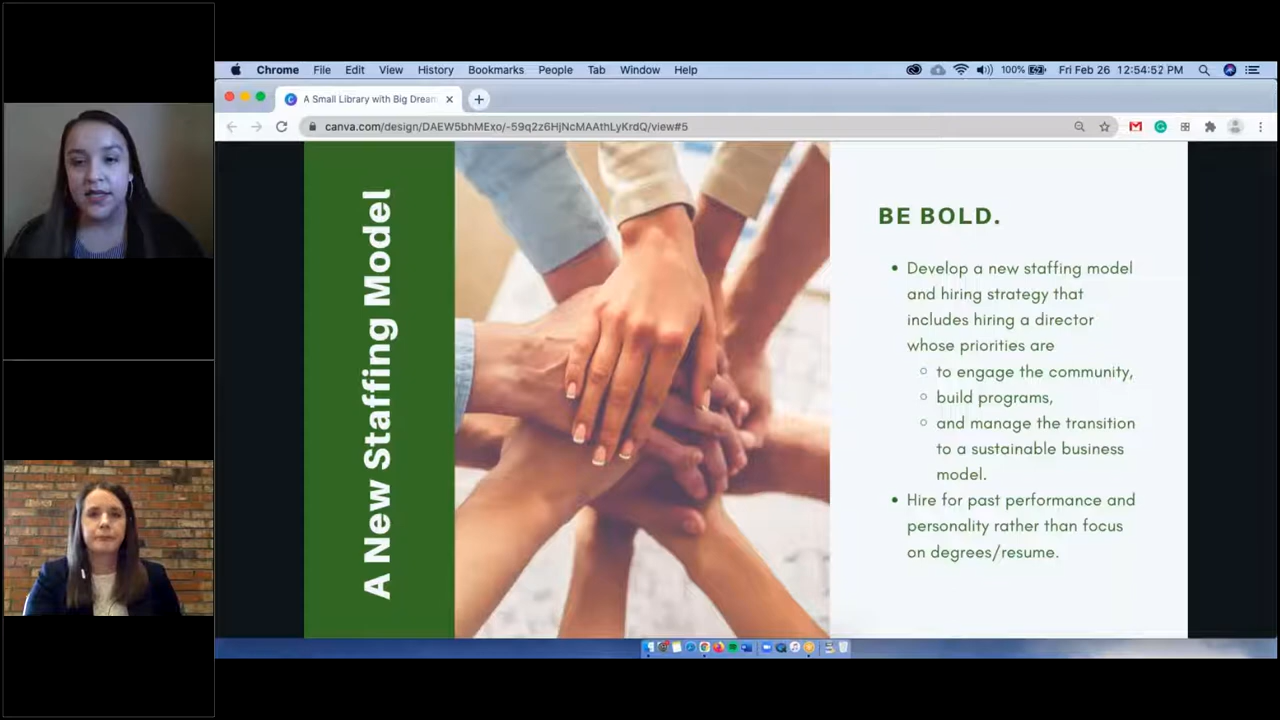 Chrome File Edit View History Bookmarks People Tab Window Help 100% Fri Feb 26 12:54:52 PM
A Small Library with Big Dream
canva.com/design/DAEW5bhMExo/-59q2z6HjNcMAAthLyKrdQ/view#5
A New Staffing Model
BE BOLD.
• Develop a new staffing model
and hiring strategy that
includes hiring a director
whose priorities are
○ to engage the community,
○ build programs,
○ and manage the transition
to a sustainable business
model.
• Hire for past performance and
personality rather than focus
on degrees/resume.